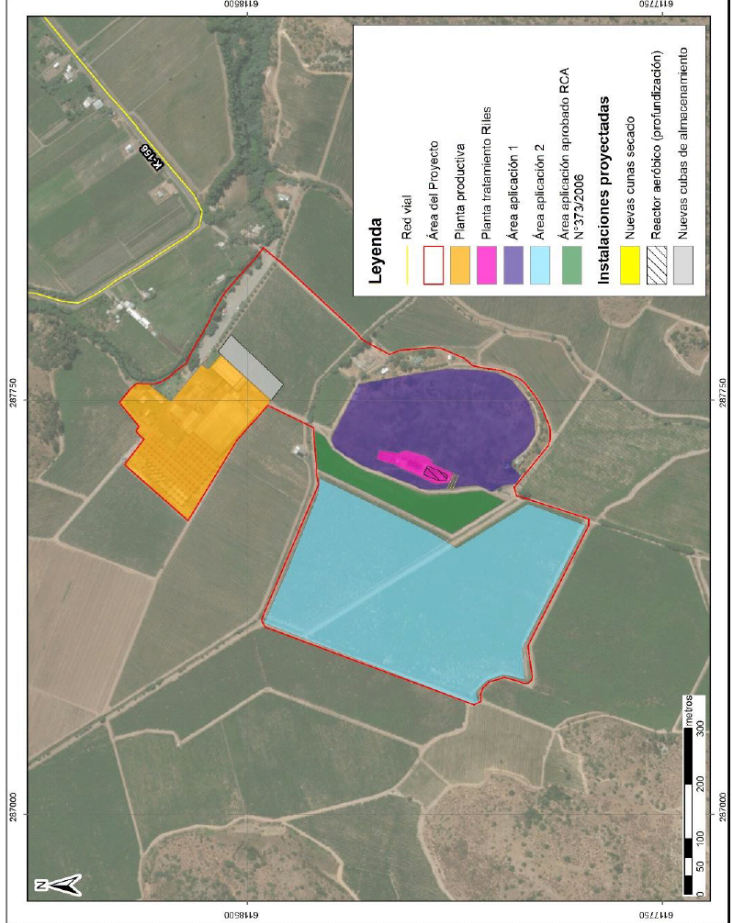 6118500
6117750
287750
287000
287750
287000
6118500
6117750
K-156
N
Leyenda
Red vial
Área del Proyecto
Planta productiva
Planta tratamiento Riles
Área aplicación 1
Área aplicación 2
Área aplicación aprobado RCA
N°373/2006
Instalaciones proyectadas
Nuevas cunas secado
Reactor aeróbico (profundización)
Nuevas cubas de almacenamiento
metros
0 50 100 200 300